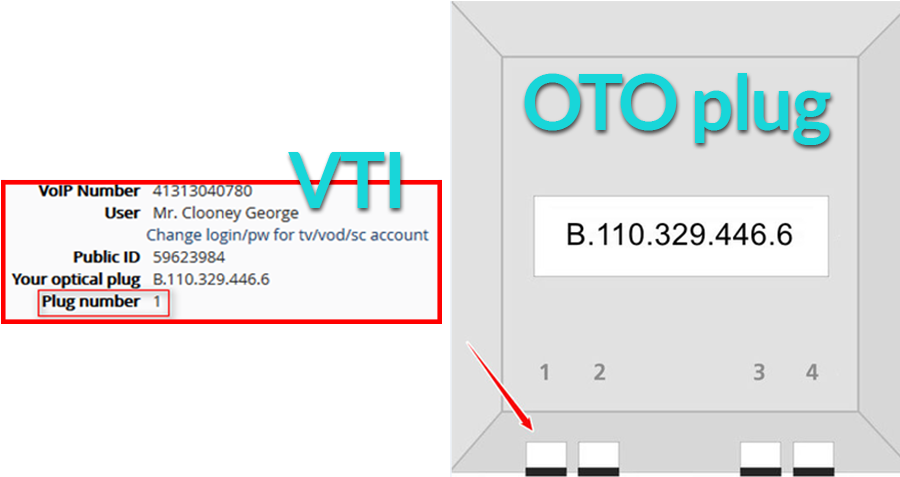 VTI
VoIP Number 41313040780
User Mr. Clooney George
Change login/pw for tv/vod/sc account
Public ID 59623984
Your optical plug B.110.329.446.6
Plug number 1
OTO plug
B.110.329.446.6
1 2 3 4